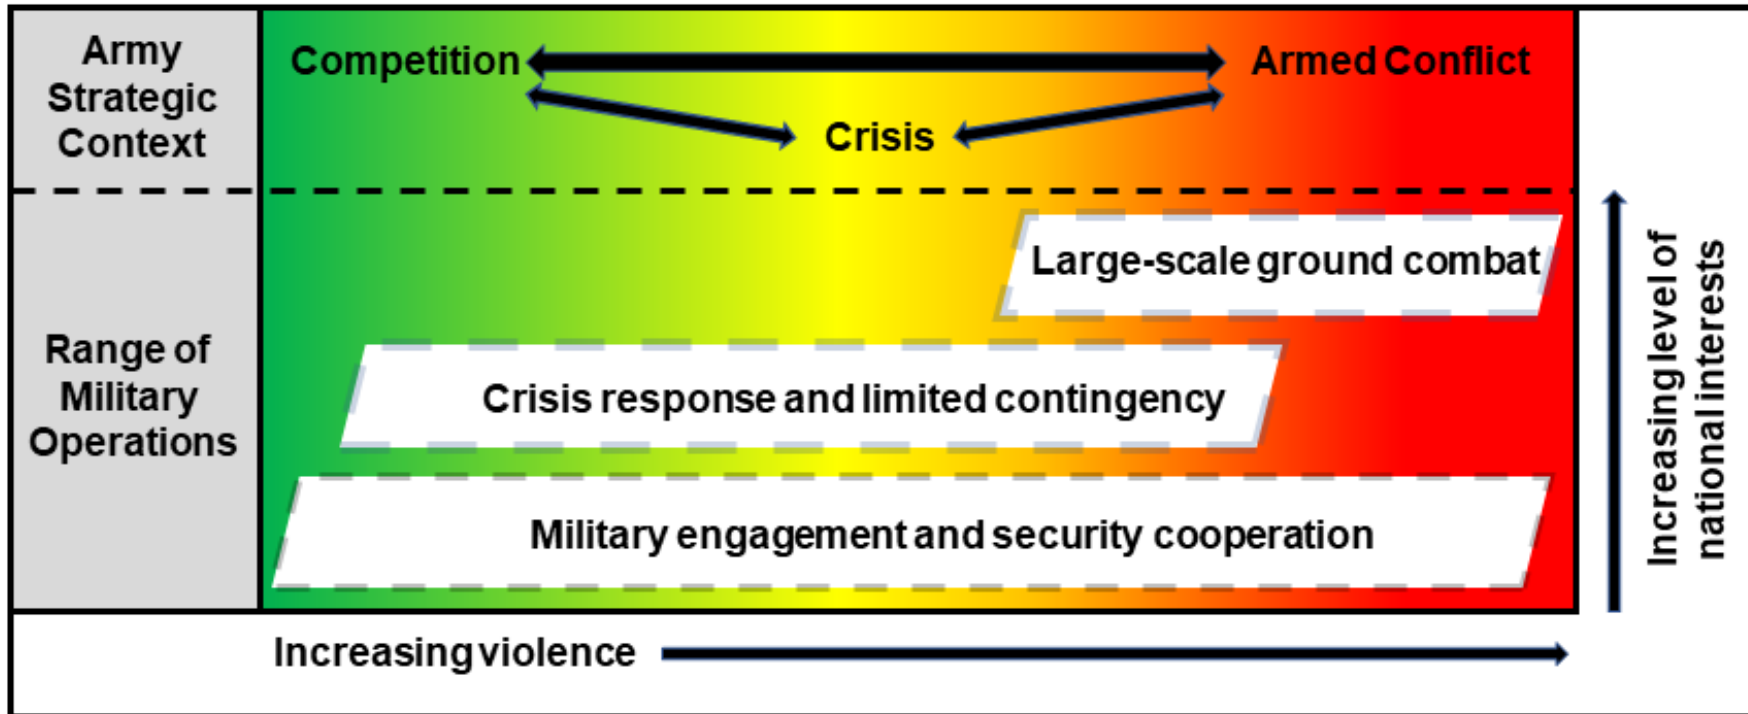 Army
Strategic
Context
Competition
Armed Conflict
Crisis
Range of
Military
Operations
Large-scale ground combat
Crisis response and limited contingency
Military engagement and security cooperation
Increasing level of
national interests
Increasing violence